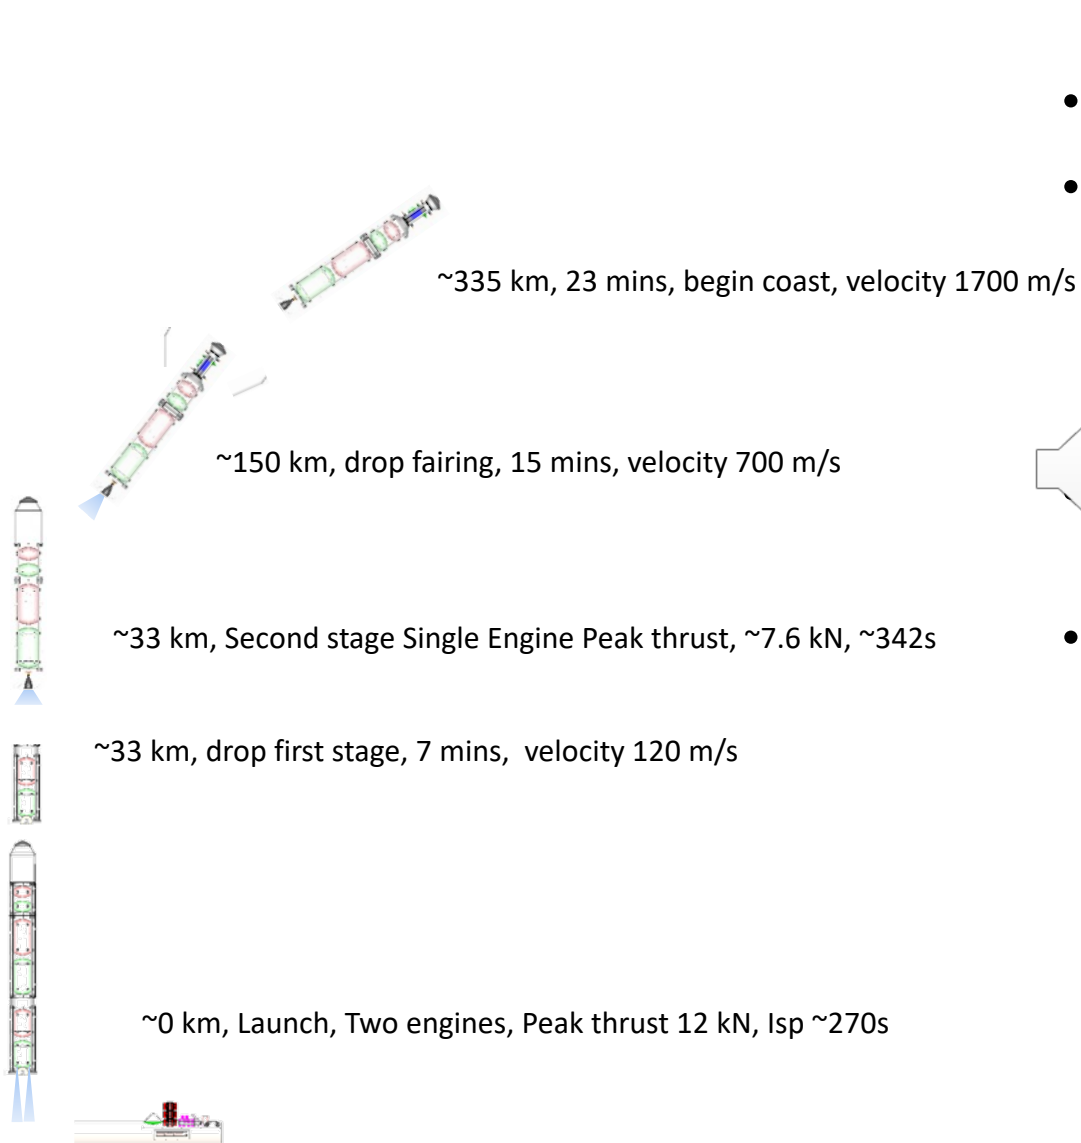 ~335 km, 23 mins, begin coast, velocity 1700 m/s
~150 km, drop fairing, 15 mins, velocity 700 m/s
~33 km, Second stage Single Engine Peak thrust, ~7.6 kN, ~342s
~33 km, drop first stage, 7 mins,  velocity 120 m/s
~0 km, Launch, Two engines, Peak thrust 12 kN, Isp ~270s